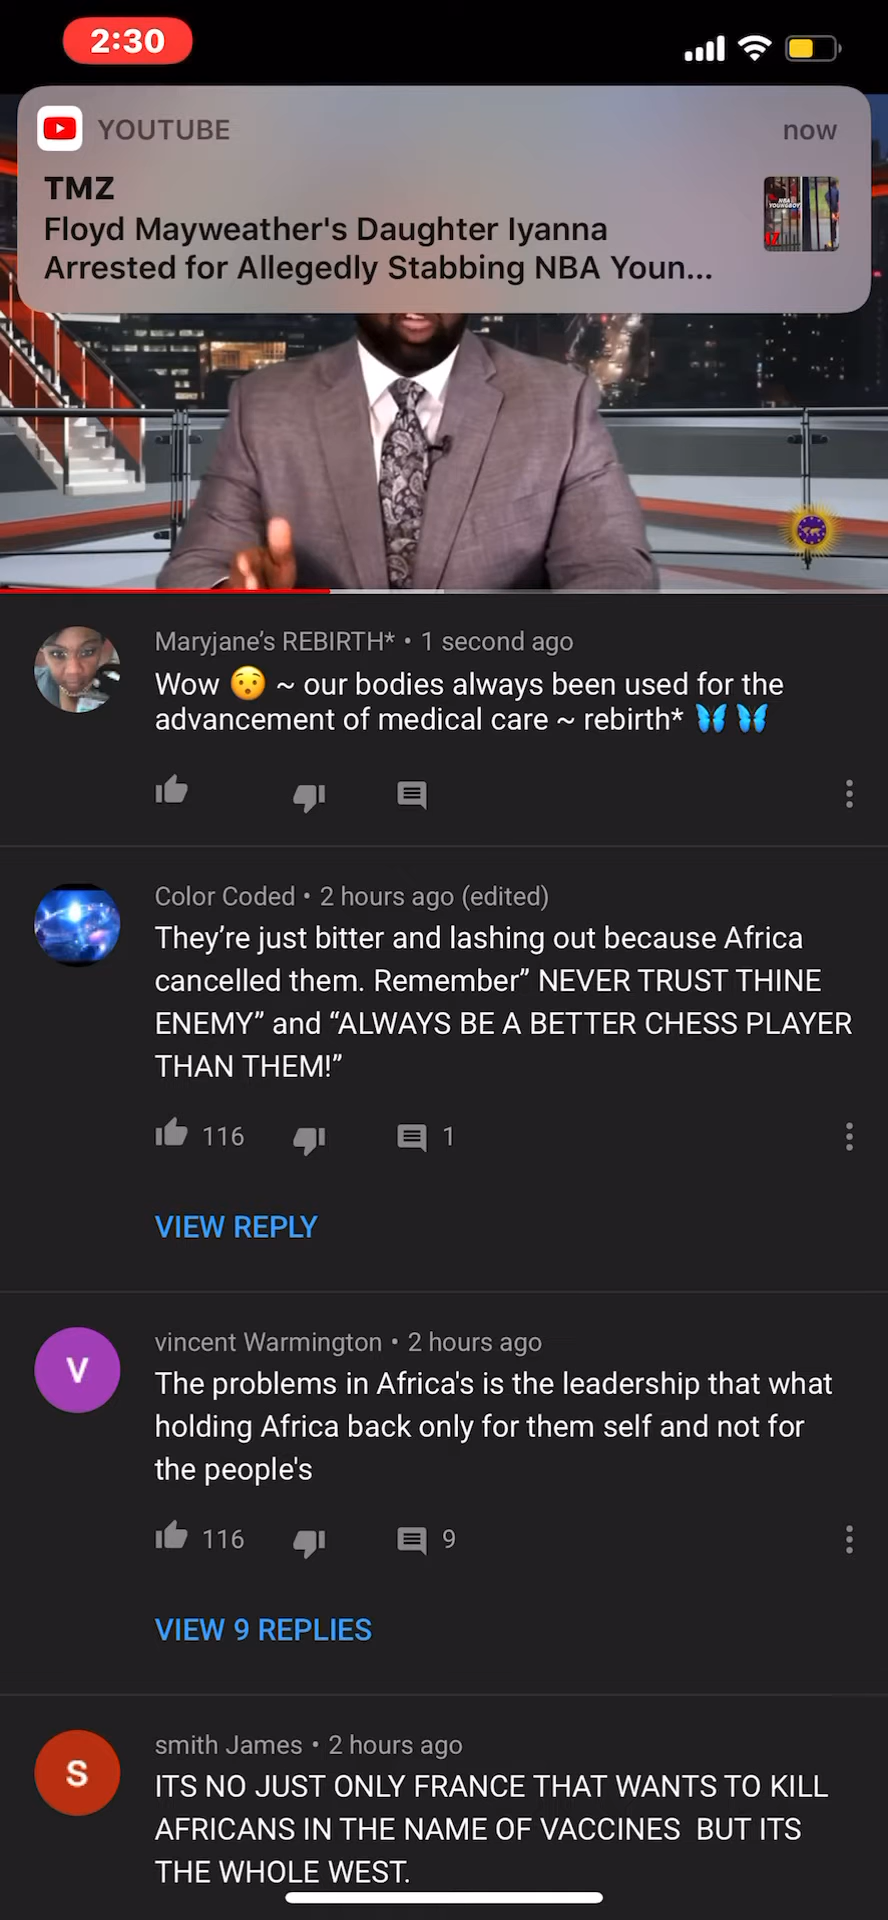 2:30
YOUTUBE
now
TMZ
Floyd Mayweather's Daughter Iyanna
Arrested for Allegedly Stabbing NBA Youn...
NBA
YOUNGBOY
Maryjane’s REBIRTH* • 1 second ago
Wow 😯 ~ our bodies always been used for the
advancement of medical care ~ rebirth* 🦋 🦋
Color Coded • 2 hours ago (edited)
They’re just bitter and lashing out because Africa
cancelled them. Remember” NEVER TRUST THINE
ENEMY” and “ALWAYS BE A BETTER CHESS PLAYER
THAN THEM!”
116
1
VIEW REPLY
V
vincent Warmington • 2 hours ago
The problems in Africa's is the leadership that what
holding Africa back only for them self and not for
the people's
116
9
VIEW 9 REPLIES
S
smith James • 2 hours ago
ITS NO JUST ONLY FRANCE THAT WANTS TO KILL
AFRICANS IN THE NAME OF VACCINES  BUT ITS
THE WHOLE WEST.